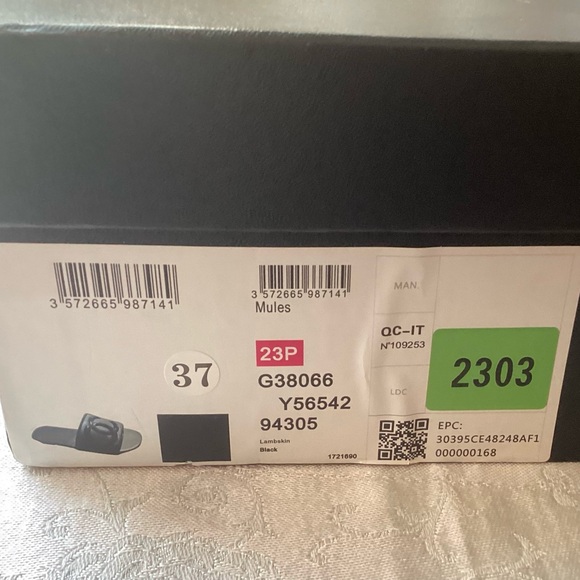 3 572665 987141
37
3 572665 987141
Mules
23P
G38066
Y56542
94305
Lambskin
Black
1721690
MAN
QC-IT
N°109253
LDC
2303
EPC:
30395CE48248AF1
000000168